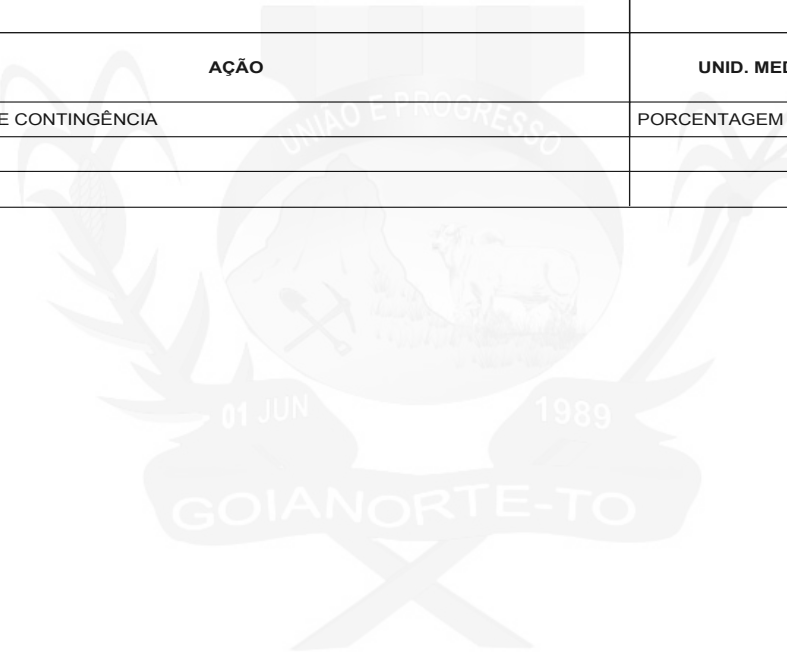 AÇÃO UNID. MED
E CONTINGÊNCIA PORCENTAGEM
UNIÃO E PROGRESSO
01 JUN 1989
GOIANORTE-TO